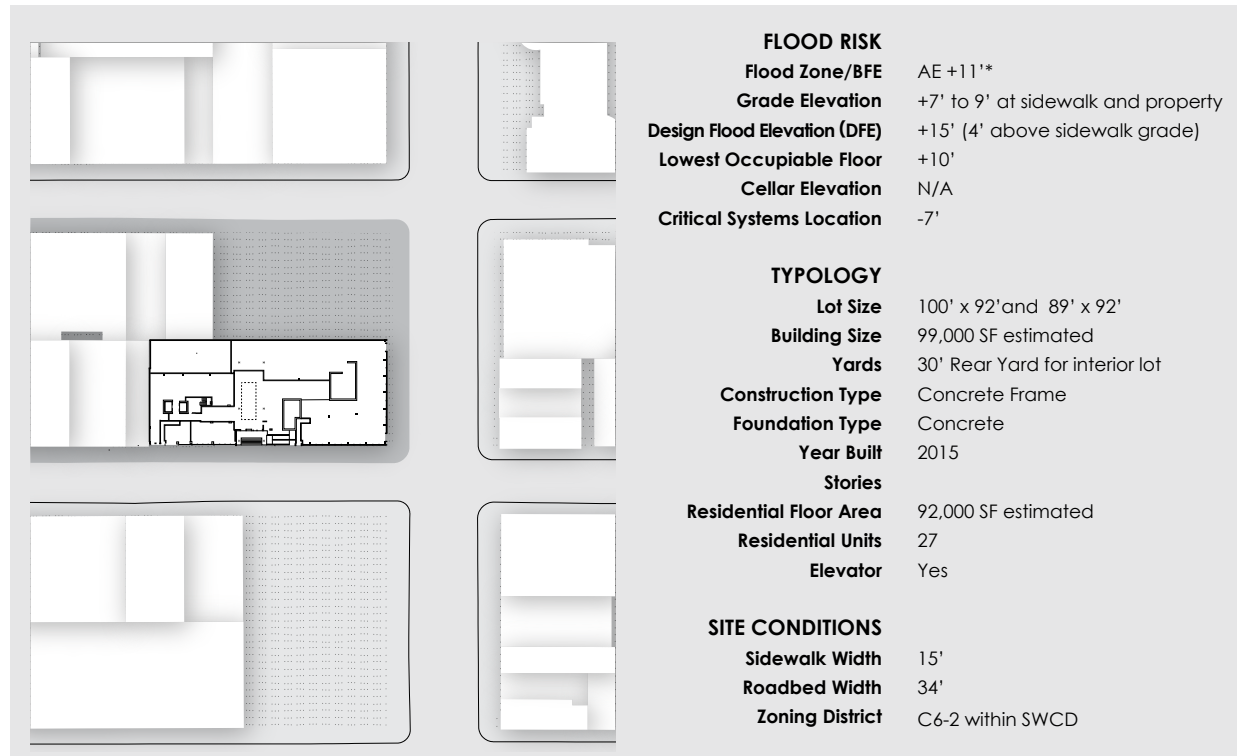 FLOOD RISK
Flood Zone/BFE AE +11'*
Grade Elevation +7' to 9' at sidewalk and property
Design Flood Elevation (DFE) +15' (4' above sidewalk grade)
Lowest Occupiable Floor +10'
Cellar Elevation N/A
Critical Systems Location -7'
TYPOLOGY
Lot Size 100' x 92'and 89' x 92'
Building Size 99,000 SF estimated
Yards 30' Rear Yard for interior lot
Construction Type Concrete Frame
Foundation Type Concrete
Year Built 2015
Stories
Residential Floor Area 92,000 SF estimated
Residential Units 27
Elevator Yes
SITE CONDITIONS
Sidewalk Width 15'
Roadbed Width 34'
Zoning District C6-2 within SWCD